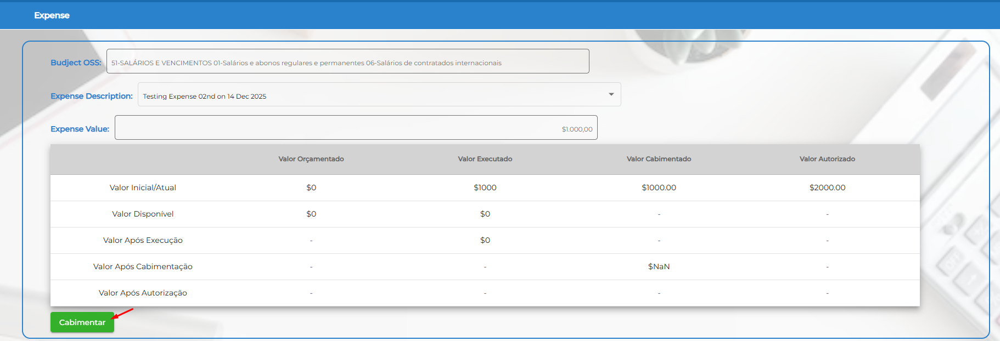 Expense
Budject OSS: 51-SALÁRIOS E VENCIMENTOS 01-Salários e abonos regulares e permanentes 06-Salários de contratados internacionais
Expense Description: Testing Expense 02nd on 14 Dec 2025
Expense Value: $1.000,00
Valor Orçamentado Valor Executado Valor Cabimentado Valor Autorizado
Valor Inicial/Atual $0 $1000 $1000.00 $2000.00
Valor Disponível $0 $0 - -
Valor Após Execução - $0 - -
Valor Após Cabimentação - - $NaN -
Valor Após Autorização - - - -
Cabimentar